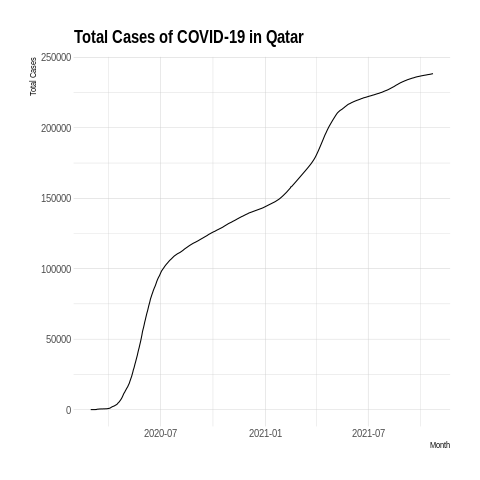 Total Cases of COVID-19 in Qatar
Total Cases
250000
200000
150000
100000
50000
0
2020-07 2021-01 2021-07
Month